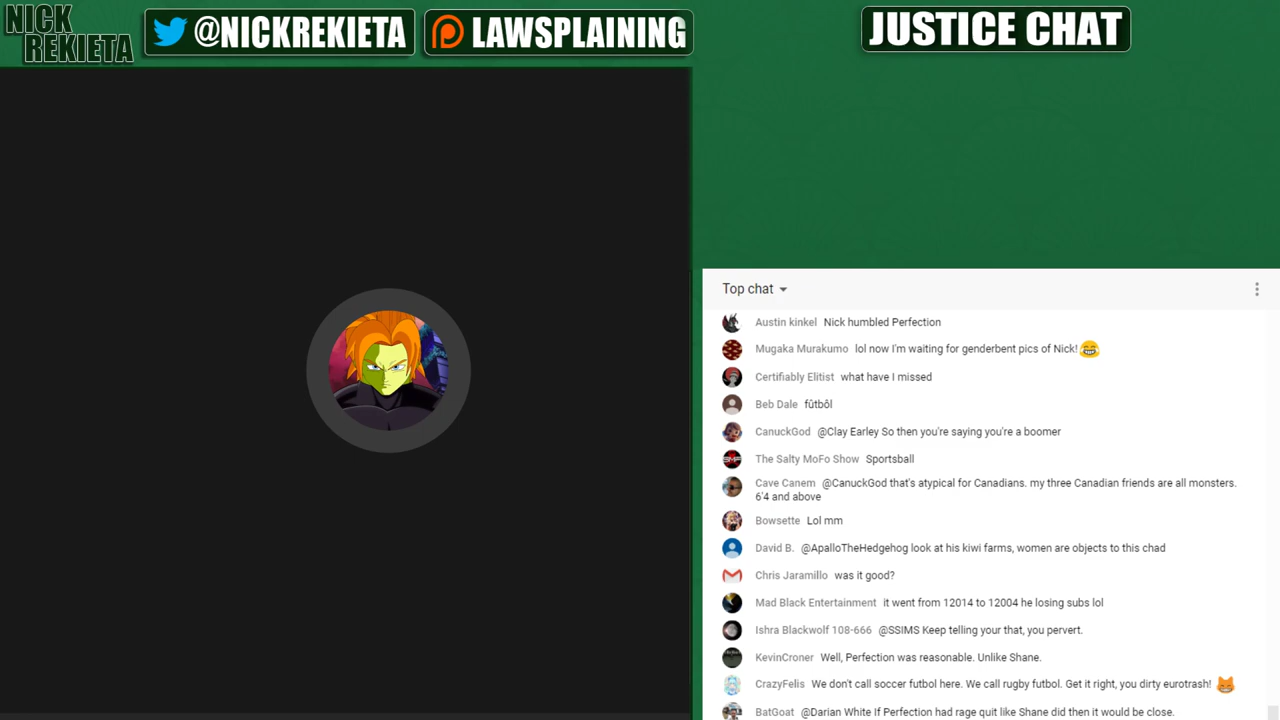 NICK
REKIETA
@NICKREKIETA
LAWSPLAINING
JUSTICE CHAT
Top chat
Austin kinkel Nick humbled Perfection
Mugaka Murakumo lol now I'm waiting for genderbent pics of Nick!
Certifiably Elitist what have I missed
Beb Dale fûtbôl
CanuckGod @Clay Earley So then you're saying you're a boomer
The Salty MoFo Show Sportsball
Cave Canem @CanuckGod that's atypical for Canadians. my three Canadian friends are all monsters.
6'4 and above
Bowsette Lol mm
David B. @ApalloTheHedgehog look at his kiwi farms, women are objects to this chad
Chris Jaramillo was it good?
Mad Black Entertainment it went from 12014 to 12004 he losing subs lol
Ishra Blackwolf 108-666 @SSIMS Keep telling your that, you pervert.
KevinCroner Well, Perfection was reasonable. Unlike Shane.
CrazyFelis We don't call soccer futbol here. We call rugby futbol. Get it right, you dirty eurotrash!
BatGoat @Darian White If Perfection had rage quit like Shane did then it would be close.